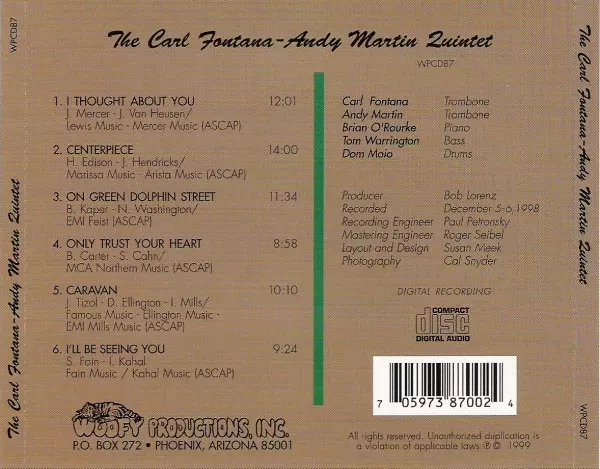 WPCD87
The Carl Fontana-Andy Martin Quintet
WPCD87
1. I THOUGHT ABOUT YOU 12:01
J. Mercer - J. Van Heusen/
Lewis Music - Mercer Music (ASCAP)
2. CENTERPIECE 14:00
H. Edison - J. Hendricks/
Marissa Music - Arista Music (ASCAP)
3. ON GREEN DOLPHIN STREET 11:34
B. Kaper - N. Washington/
EMI Feist (ASCAP)
4. ONLY TRUST YOUR HEART 8:58
B. Carter - S. Cahn/
MCA Northern Music (ASCAP)
5. CARAVAN 10:10
J. Tizol - D. Ellington - I. Mills/
Famous Music - Ellington Music -
EMI Mills Music (ASCAP)
6. I'LL BE SEEING YOU 9:24
S. Fain - I. Kahal
Fain Music / Kahal Music (ASCAP)
WOOFY PRODUCTIONS, INC.
P.O. BOX 272 • PHOENIX, ARIZONA 85001
Carl Fontana Trombone
Andy Martin Trombone
Brian O'Rourke Piano
Tom Warrington Bass
Dom Moio Drums
Producer Bob Lorenz
Recorded December 5-6,1998
Recording Engineer Paul Petronsky
Mastering Engineer Roger Seibel
Layout and Design Susan Meek
Photography Cal Snyder
DIGITAL RECORDING
COMPACT
disc
DIGITAL AUDIO
7 05973 87002 4
All rights reserved. Unauthorized duplication is
a violation of applicable laws ℗ © 1999
The Carl Fontana-Andy Martin Quintet
The Carl Fontana-Andy Martin Quintet
WPCD87